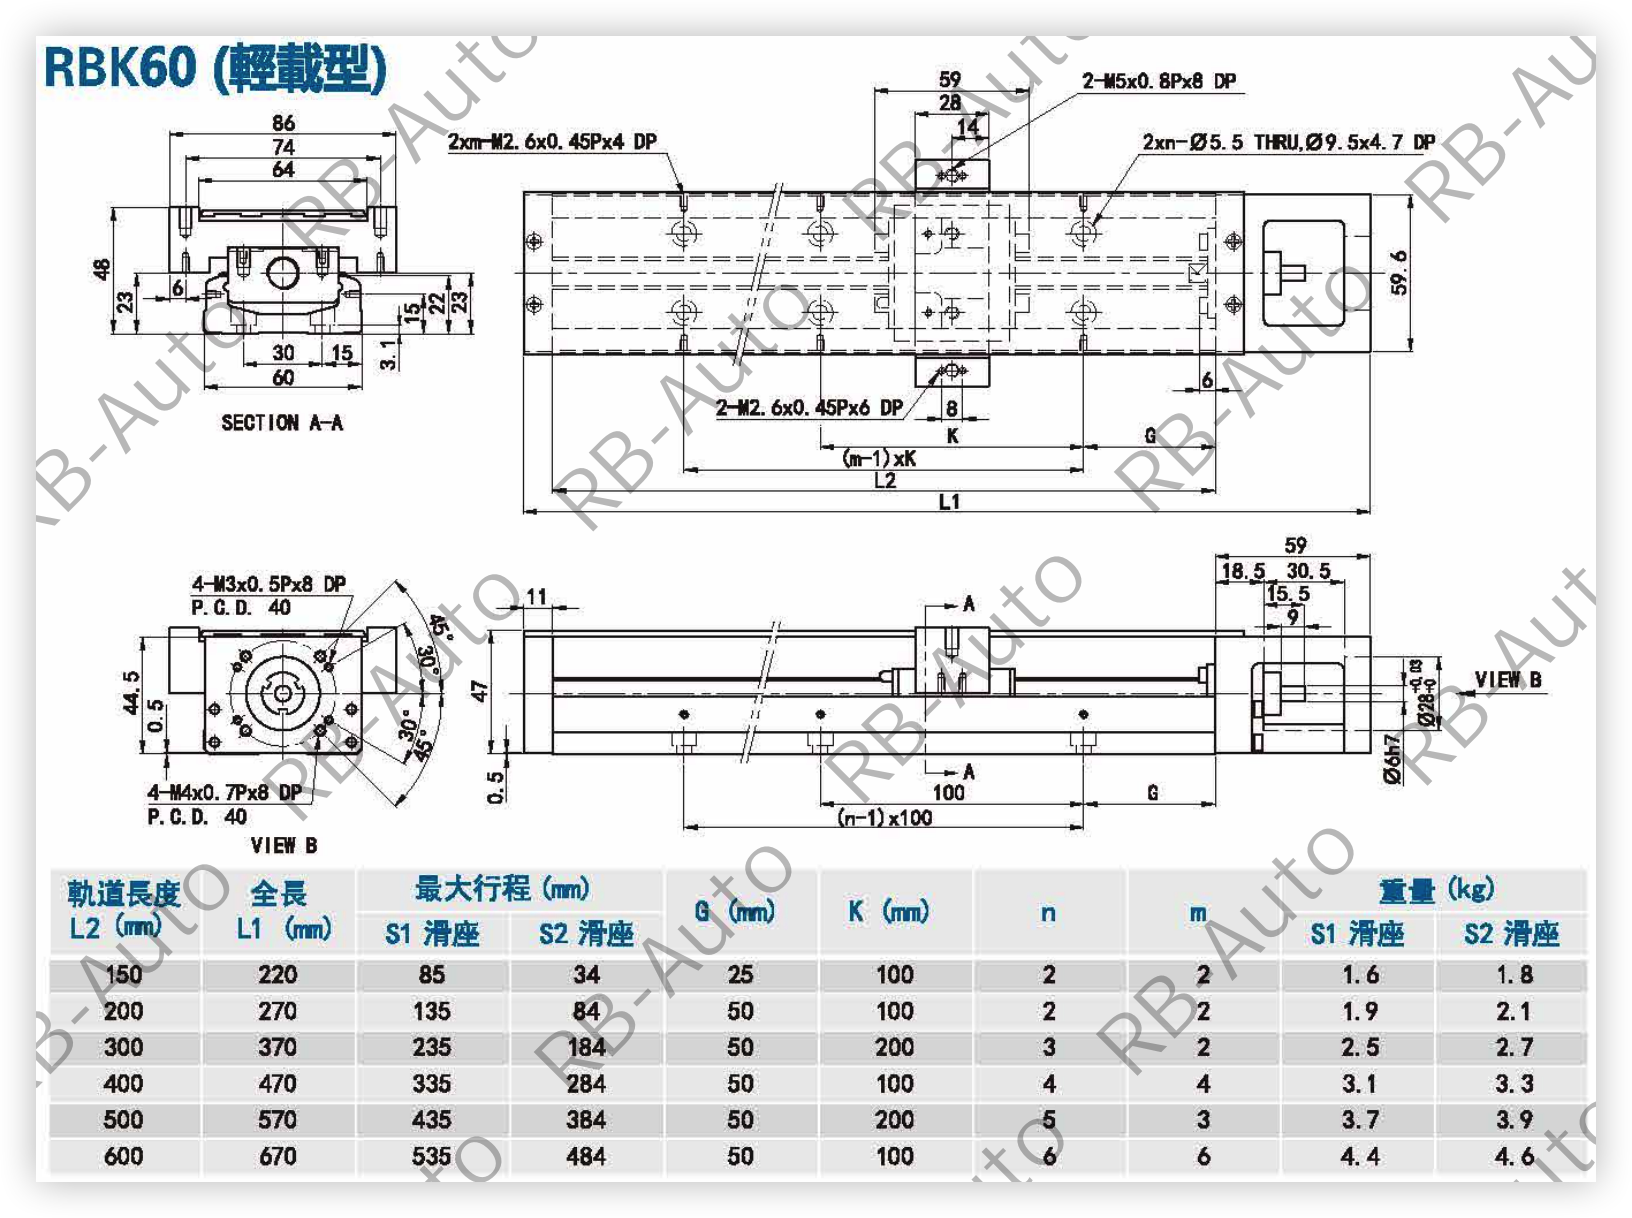 RBK60 (輕載型)
86
74
64
48
23
6
15
22
23
30
15
3.1
60
SECTION A-A
59
28
14
2-M5x0.8Px8 DP
2xm-M2.6x0.45Px4 DP
2xn-Ø5.5 THRU,Ø9.5x4.7 DP
59.6
6
2-M2.6x0.45Px6 DP
8
K
G
(m-1)xK
L2
L1
4-M3x0.5Px8 DP
P.C.D. 40
45°
30°
30°
45°
44.5
0.5
4-M4x0.7Px8 DP
P.C.D. 40
VIEW B
11
47
0.5
A
A
100
G
(n-1)x100
59
18.5 30.5
15.5
9
Ø28+0.03 +0
Ø6h7
VIEW B
軌道長度 全長 最大行程 (mm) G (mm) K (mm) n m 重量 (kg)
L2 (mm) L1 (mm) S1 滑座 S2 滑座 S1 滑座 S2 滑座
150 220 85 34 25 100 2 2 1.6 1.8
200 270 135 84 50 100 2 2 1.9 2.1
300 370 235 184 50 200 3 2 2.5 2.7
400 470 335 284 50 100 4 4 3.1 3.3
500 570 435 384 50 200 5 3 3.7 3.9
600 670 535 484 50 100 6 6 4.4 4.6
RB-Auto
RB-Auto
RB-Auto
RB-Auto
RB-Auto
RB-Auto
RB-Auto
RB-Auto
RB-Auto
RB-Auto
RB-Auto
RB-Auto
RB-Auto